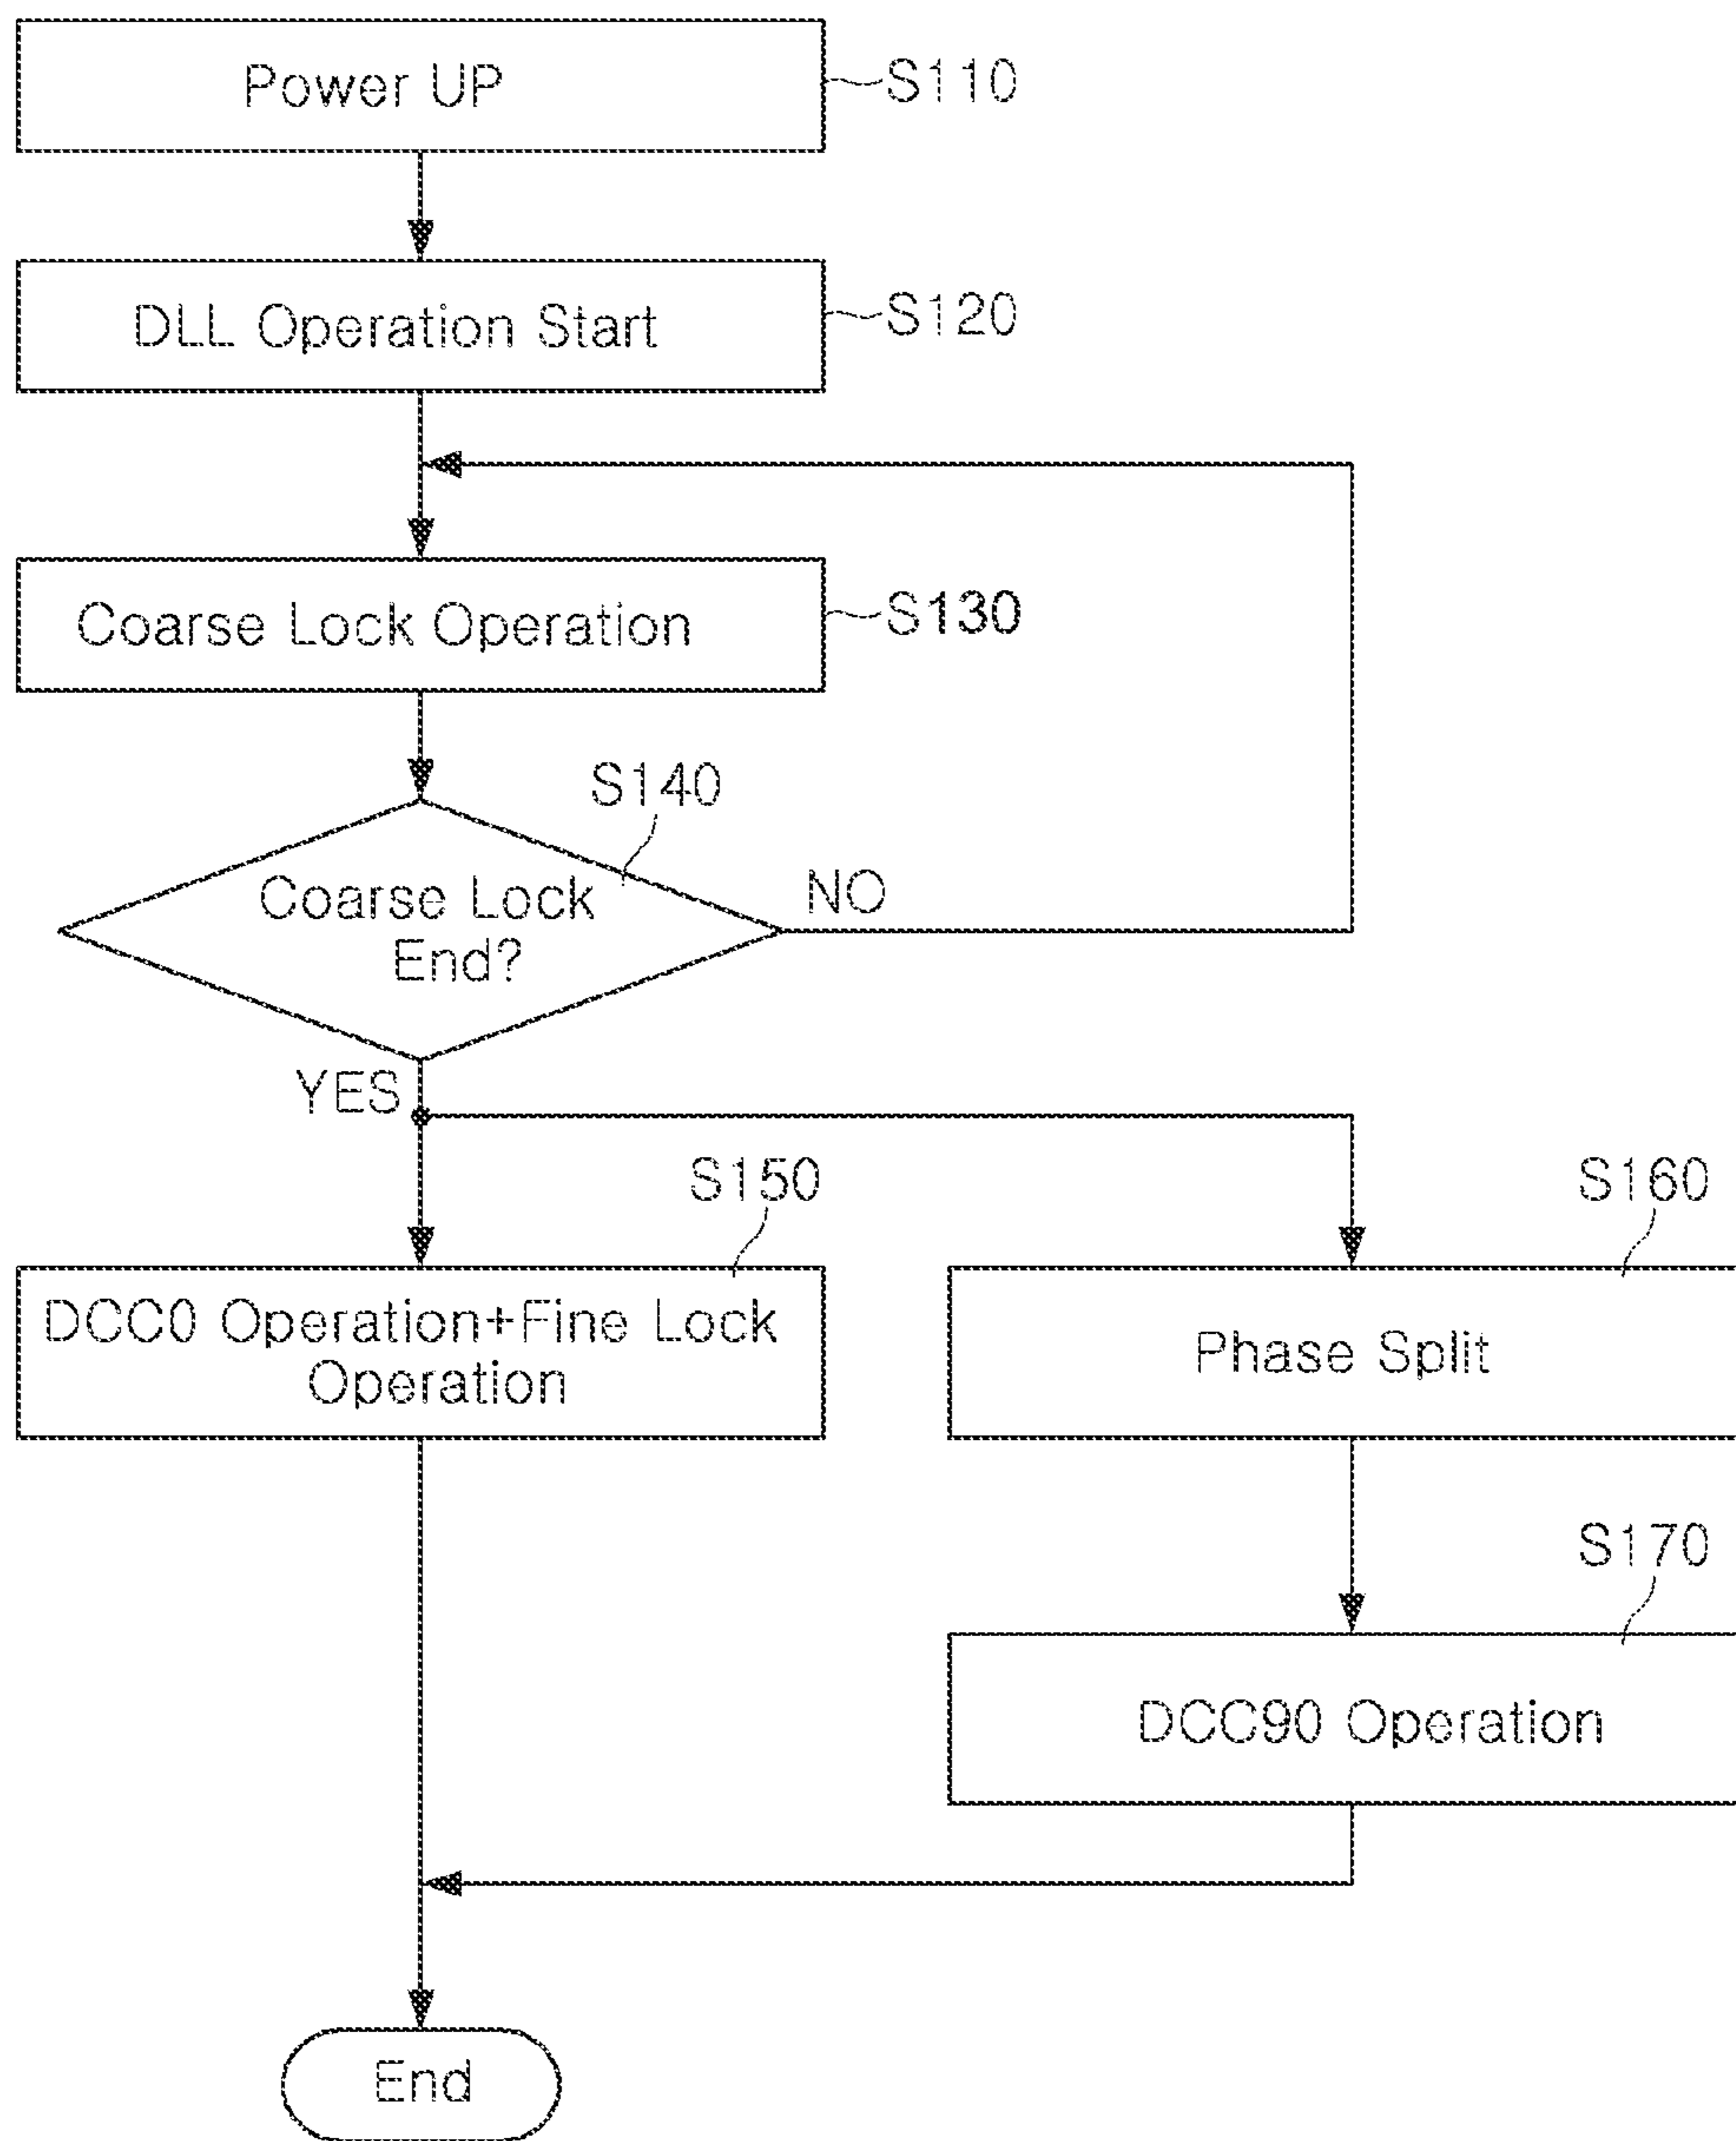 Power UP
S110
DLL Operation Start
S120
Coarse Lock Operation
S130
S140
Coarse Lock
End?
NO
YES
S150
DCC0 Operation+Fine Lock
Operation
S160
Phase Split
S170
DCC90 Operation
End